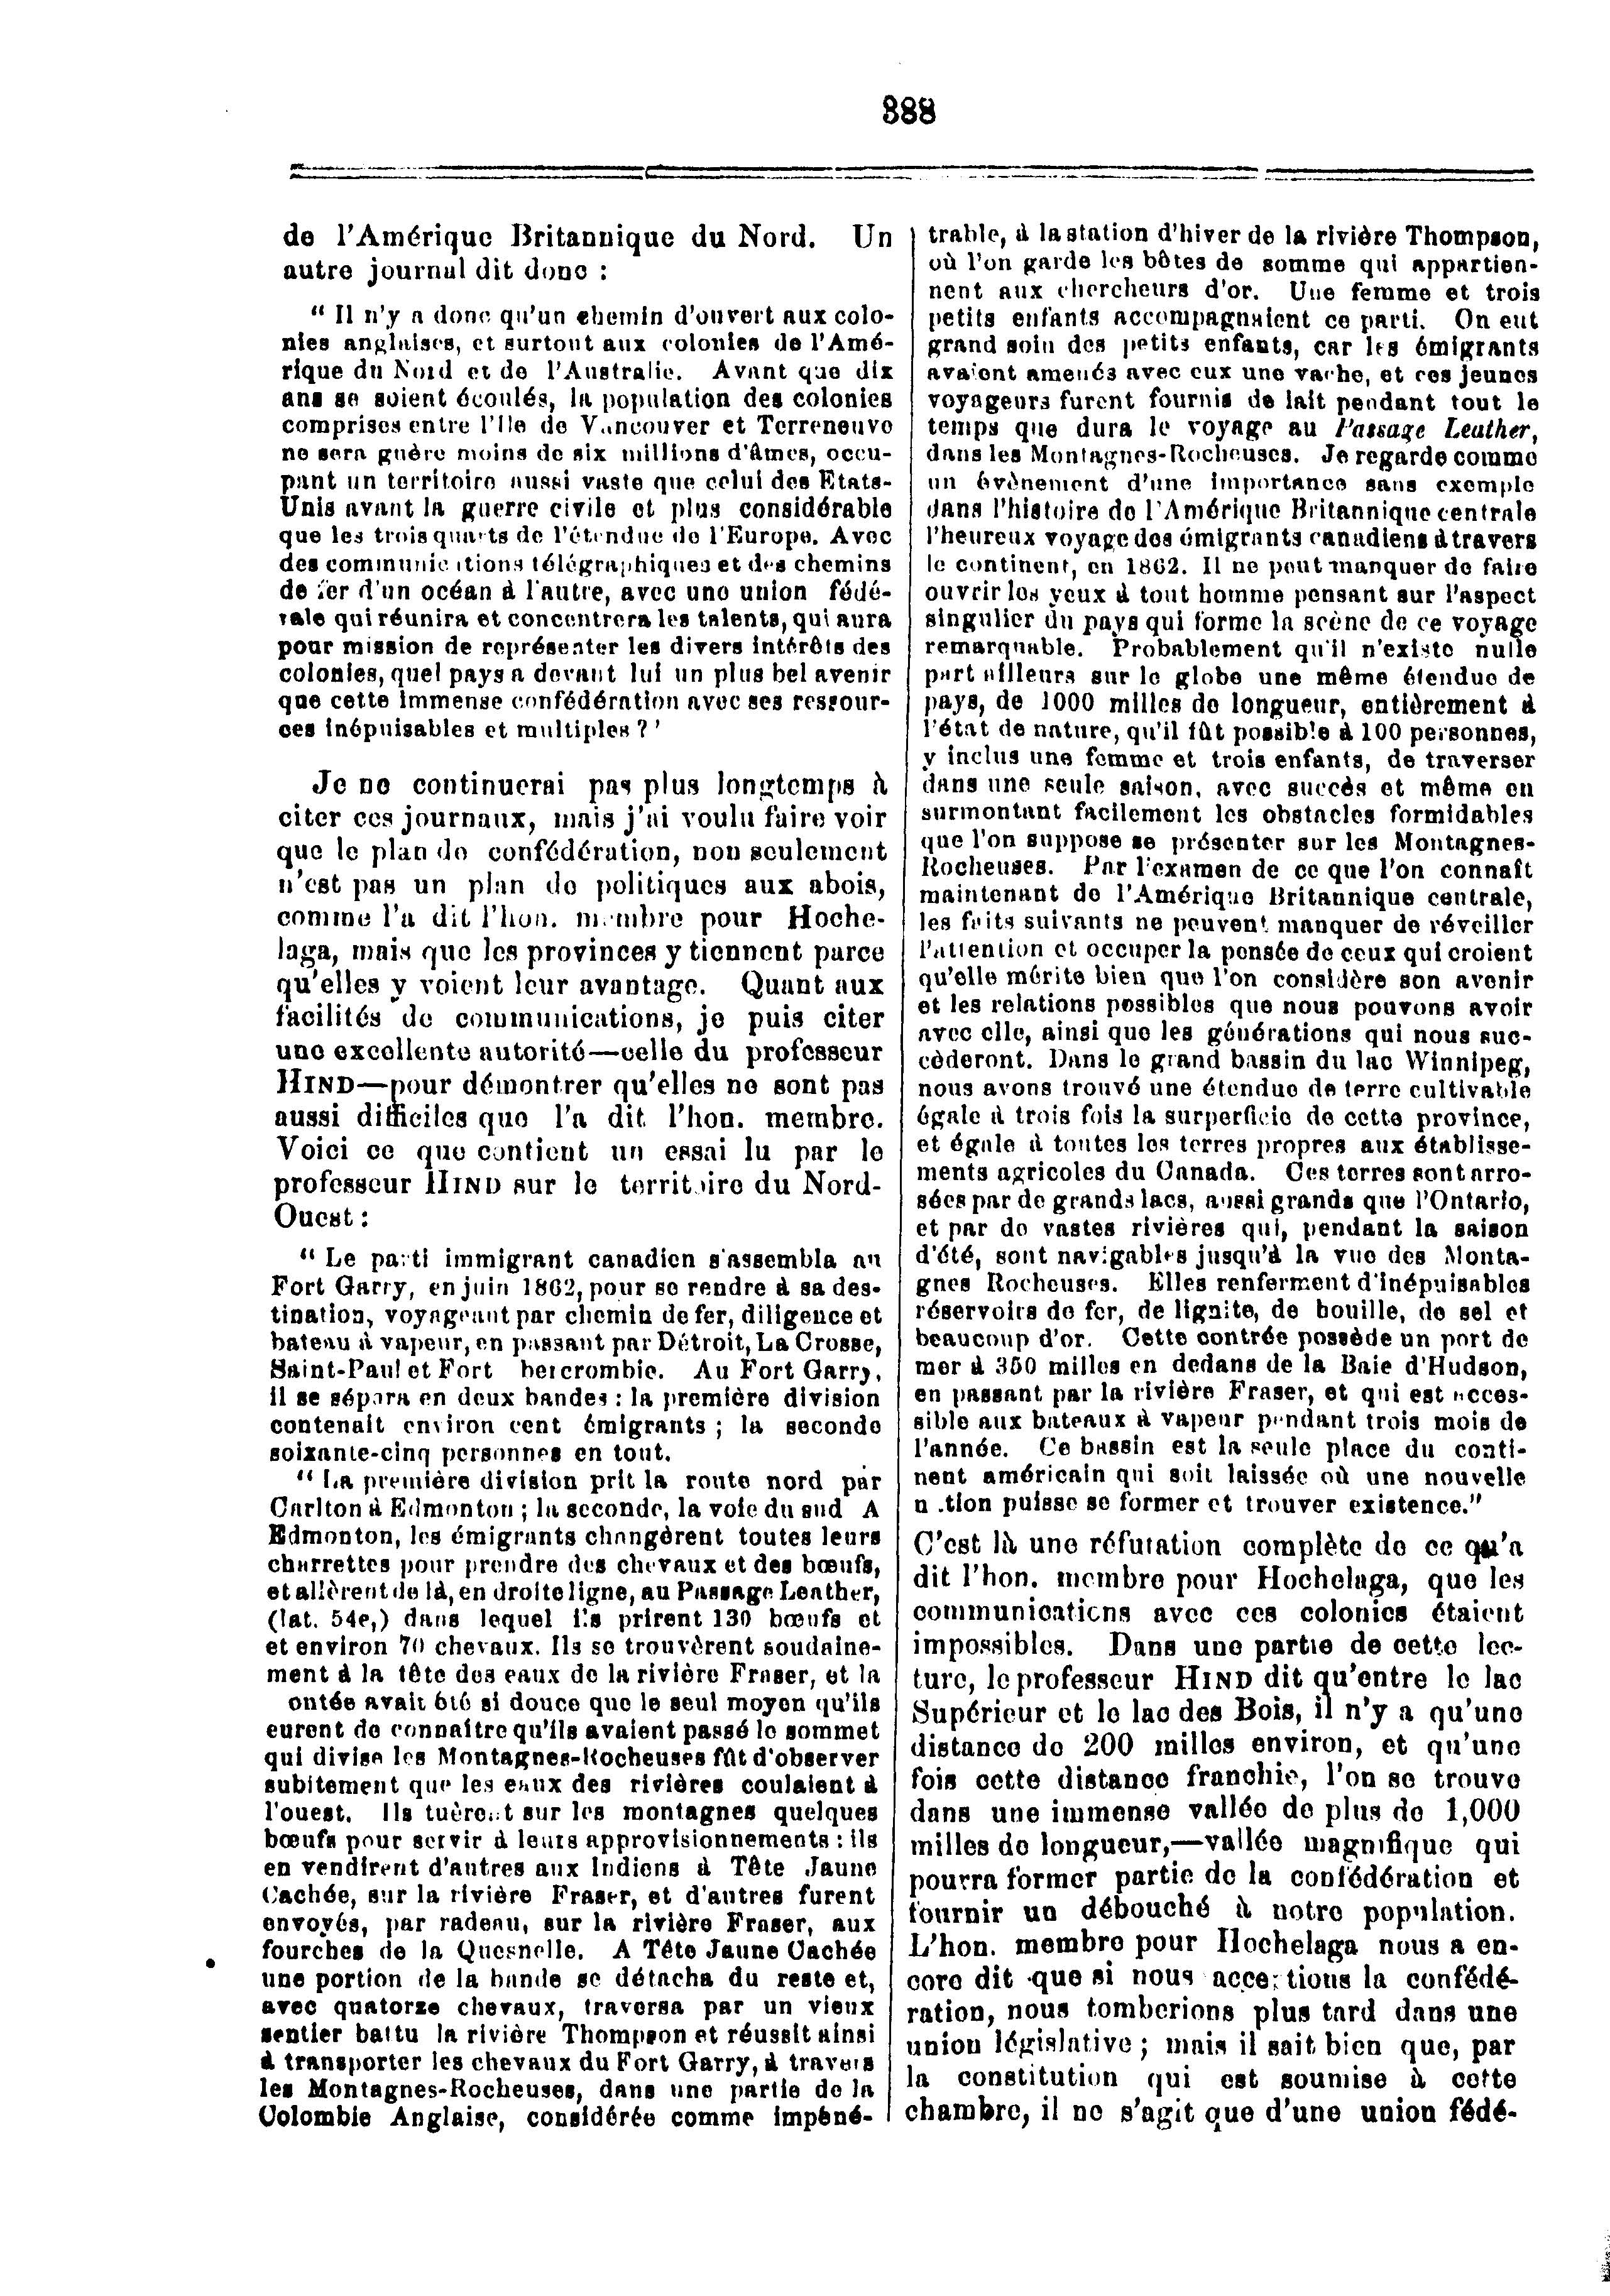 388
de l'Amérique Britannique du Nord. Un
autre journal dit donc :
“ Il n'y a donc qu'un chemin d'ouvert aux colo-
nies anglaises, et surtout aux colonies de l'Amé-
rique du Nord et de l'Australie. Avant que dix
ans se soient écoulés, la population des colonies
comprises entre l'Ile de Vancouver et Terreneuve
ne sera guère moins de six millions d'âmes, occu-
pant un territoire aussi vaste que celui des Etats-
Unis avant la guerre civile et plus considérable
que les trois quarts de l'étendue de l'Europe. Avec
des communications télégraphiques et des chemins
de fer d'un océan à l'autre, avec une union fédé-
rale qui réunira et concentrera les talents, qui aura
pour mission de représenter les divers intérêts des
colonies, quel pays a devant lui un plus bel avenir
que cette immense confédération avec ses ressour-
ces inépuisables et multiples ? ’
Je ne continuerai pas plus longtemps à
citer ces journaux, mais j'ai voulu faire voir
que le plan de confédération, non seulement
n'est pas un plan de politiques aux abois,
comme l'a dit l'hon. membre pour Hoche-
laga, mais que les provinces y tiennent parce
qu'elles y voient leur avantage. Quant aux
facilités de communications, je puis citer
une excellente autorité—celle du professeur
HIND—pour démontrer qu'elles ne sont pas
aussi difficiles que l'a dit l'hon. membre.
Voici ce que contient un essai lu par le
professeur HIND sur le territoire du Nord-
Ouest :
“ Le parti immigrant canadien s'assembla au
Fort Garry, en juin 1862, pour se rendre à sa des-
tination, voyageant par chemin de fer, diligence et
bateau à vapeur, en passant par Détroit, La Crosse,
Saint-Paul et Fort bercrombie. Au Fort Garry,
il se sépara en deux bandes : la première division
contenait environ cent émigrants ; la seconde
soixante-cinq personnes en tout.
“ La première division prit la route nord par
Carlton à Edmonton ; la seconde, la voie du sud A
Edmonton, les émigrants changèrent toutes leurs
charrettes pour prendre des chevaux et des bœufs,
et allèrent de là, en droite ligne, au Passage Leather,
(lat. 54e,) dans lequel ils prirent 130 bœufs et
et environ 70 chevaux. Ils se trouvèrent soudaine-
ment à la tête des eaux de la rivière Fraser, et la
ontée avait été si douce que le seul moyen qu'ils
eurent de connaître qu'ils avaient passé le sommet
qui divise les Montagnes-Rocheuses fût d'observer
subitement que les eaux des rivières coulaient à
l'ouest. Ils tuèrent sur les montagnes quelques
bœufs pour servir à leurs approvisionnements : ils
en vendirent d'autres aux Indiens à Tête Jaune
Cachée, sur la rivière Fraser, et d'autres furent
envoyés, par radeau, sur la rivière Fraser, aux
fourches de la Quesnelle. A Tête Jaune Cachée
une portion de la bande se détacha du reste et,
avec quatorze chevaux, traversa par un vieux
sentier battu la rivière Thompson et réussit ainsi
à transporter les chevaux du Fort Garry, à travers
les Montagnes-Rocheuses, dans une partie de la
Colombie Anglaise, considérée comme impéné-
trable, à la station d'hiver de la rivière Thompson,
où l'on garde les bêtes de somme qui appartien-
nent aux chercheurs d'or. Une femme et trois
petits enfants accompagnaient ce parti. On eut
grand soin des petits enfants, car les émigrants
avaient amenés avec eux une vache, et ces jeunes
voyageurs furent fournis de lait pendant tout le
temps que dura le voyage au Passage Leather,
dans les Montagnes-Rocheuses. Je regarde comme
un évènement d'une importance sans exemple
dans l'histoire de l'Amérique Britannique centrale
l'heureux voyage des émigrants canadiens à travers
le continent, en 1862. Il ne peut manquer de faire
ouvrir les yeux à tout homme pensant sur l'aspect
singulier du pays qui forme la scène de ce voyage
remarquable. Probablement qu'il n'existe nulle
part ailleurs sur le globe une même étendue de
pays, de 1000 milles de longueur, entièrement à
l'état de nature, qu'il fût possible à 100 personnes,
y inclus une femme et trois enfants, de traverser
dans une seule saison, avec succès et même en
surmontant facilement les obstacles formidables
que l'on suppose se présenter sur les Montagnes-
Rocheuses. Par l'examen de ce que l'on connaît
maintenant de l'Amérique Britannique centrale,
les faits suivants ne peuvent manquer de réveiller
l'attention et occuper la pensée de ceux qui croient
qu'elle mérite bien que l'on considère son avenir
et les relations possibles que nous pouvons avoir
avec elle, ainsi que les générations qui nous suc-
cèderont. Dans le grand bassin du lac Winnipeg,
nous avons trouvé une étendue de terre cultivable
égale à trois fois la surperficie de cette province,
et égale à toutes les terres propres aux établisse-
ments agricoles du Canada. Ces terres sont arro-
sées par de grands lacs, aussi grands que l'Ontario,
et par de vastes rivières qui, pendant la saison
d'été, sont navigables jusqu'à la vue des Monta-
gnes Rocheuses. Elles renferment d'inépuisables
réservoirs de fer, de lignite, de bouille, de sel et
beaucoup d'or. Cette contrée possède un port de
mer à 350 milles en dedans de la Baie d'Hudson,
en passant par la rivière Fraser, et qui est acces-
sible aux bateaux à vapeur pendant trois mois de
l'année. Ce bassin est la seule place du conti-
nent américain qui soit laissée où une nouvelle
n .tion puisse se former et trouver existence.”
C'est là une réfutation complète de ce qu'a
dit l'hon. membre pour Hochelaga, que les
communications avec ces colonies étaient
impossibles. Dans une partie de cette lec-
ture, le professeur HIND dit qu'entre le lac
Supérieur et le lac des Bois, il n'y a qu'une
distance de 200 milles environ, et qu'une
fois cette distance franchie, l'on se trouve
dans une immense vallée de plus de 1,000
milles de longueur,—vallée magnifique qui
pourra former partie de la confédération et
fournir un débouché à notre population.
L'hon. membre pour Hochelaga nous a en-
core dit que si nous acceptions la confédé-
ration, nous tomberions plus tard dans une
union législative ; mais il sait bien que, par
la constitution qui est soumise à cette
chambre, il ne s'agit que d'une union fédé-